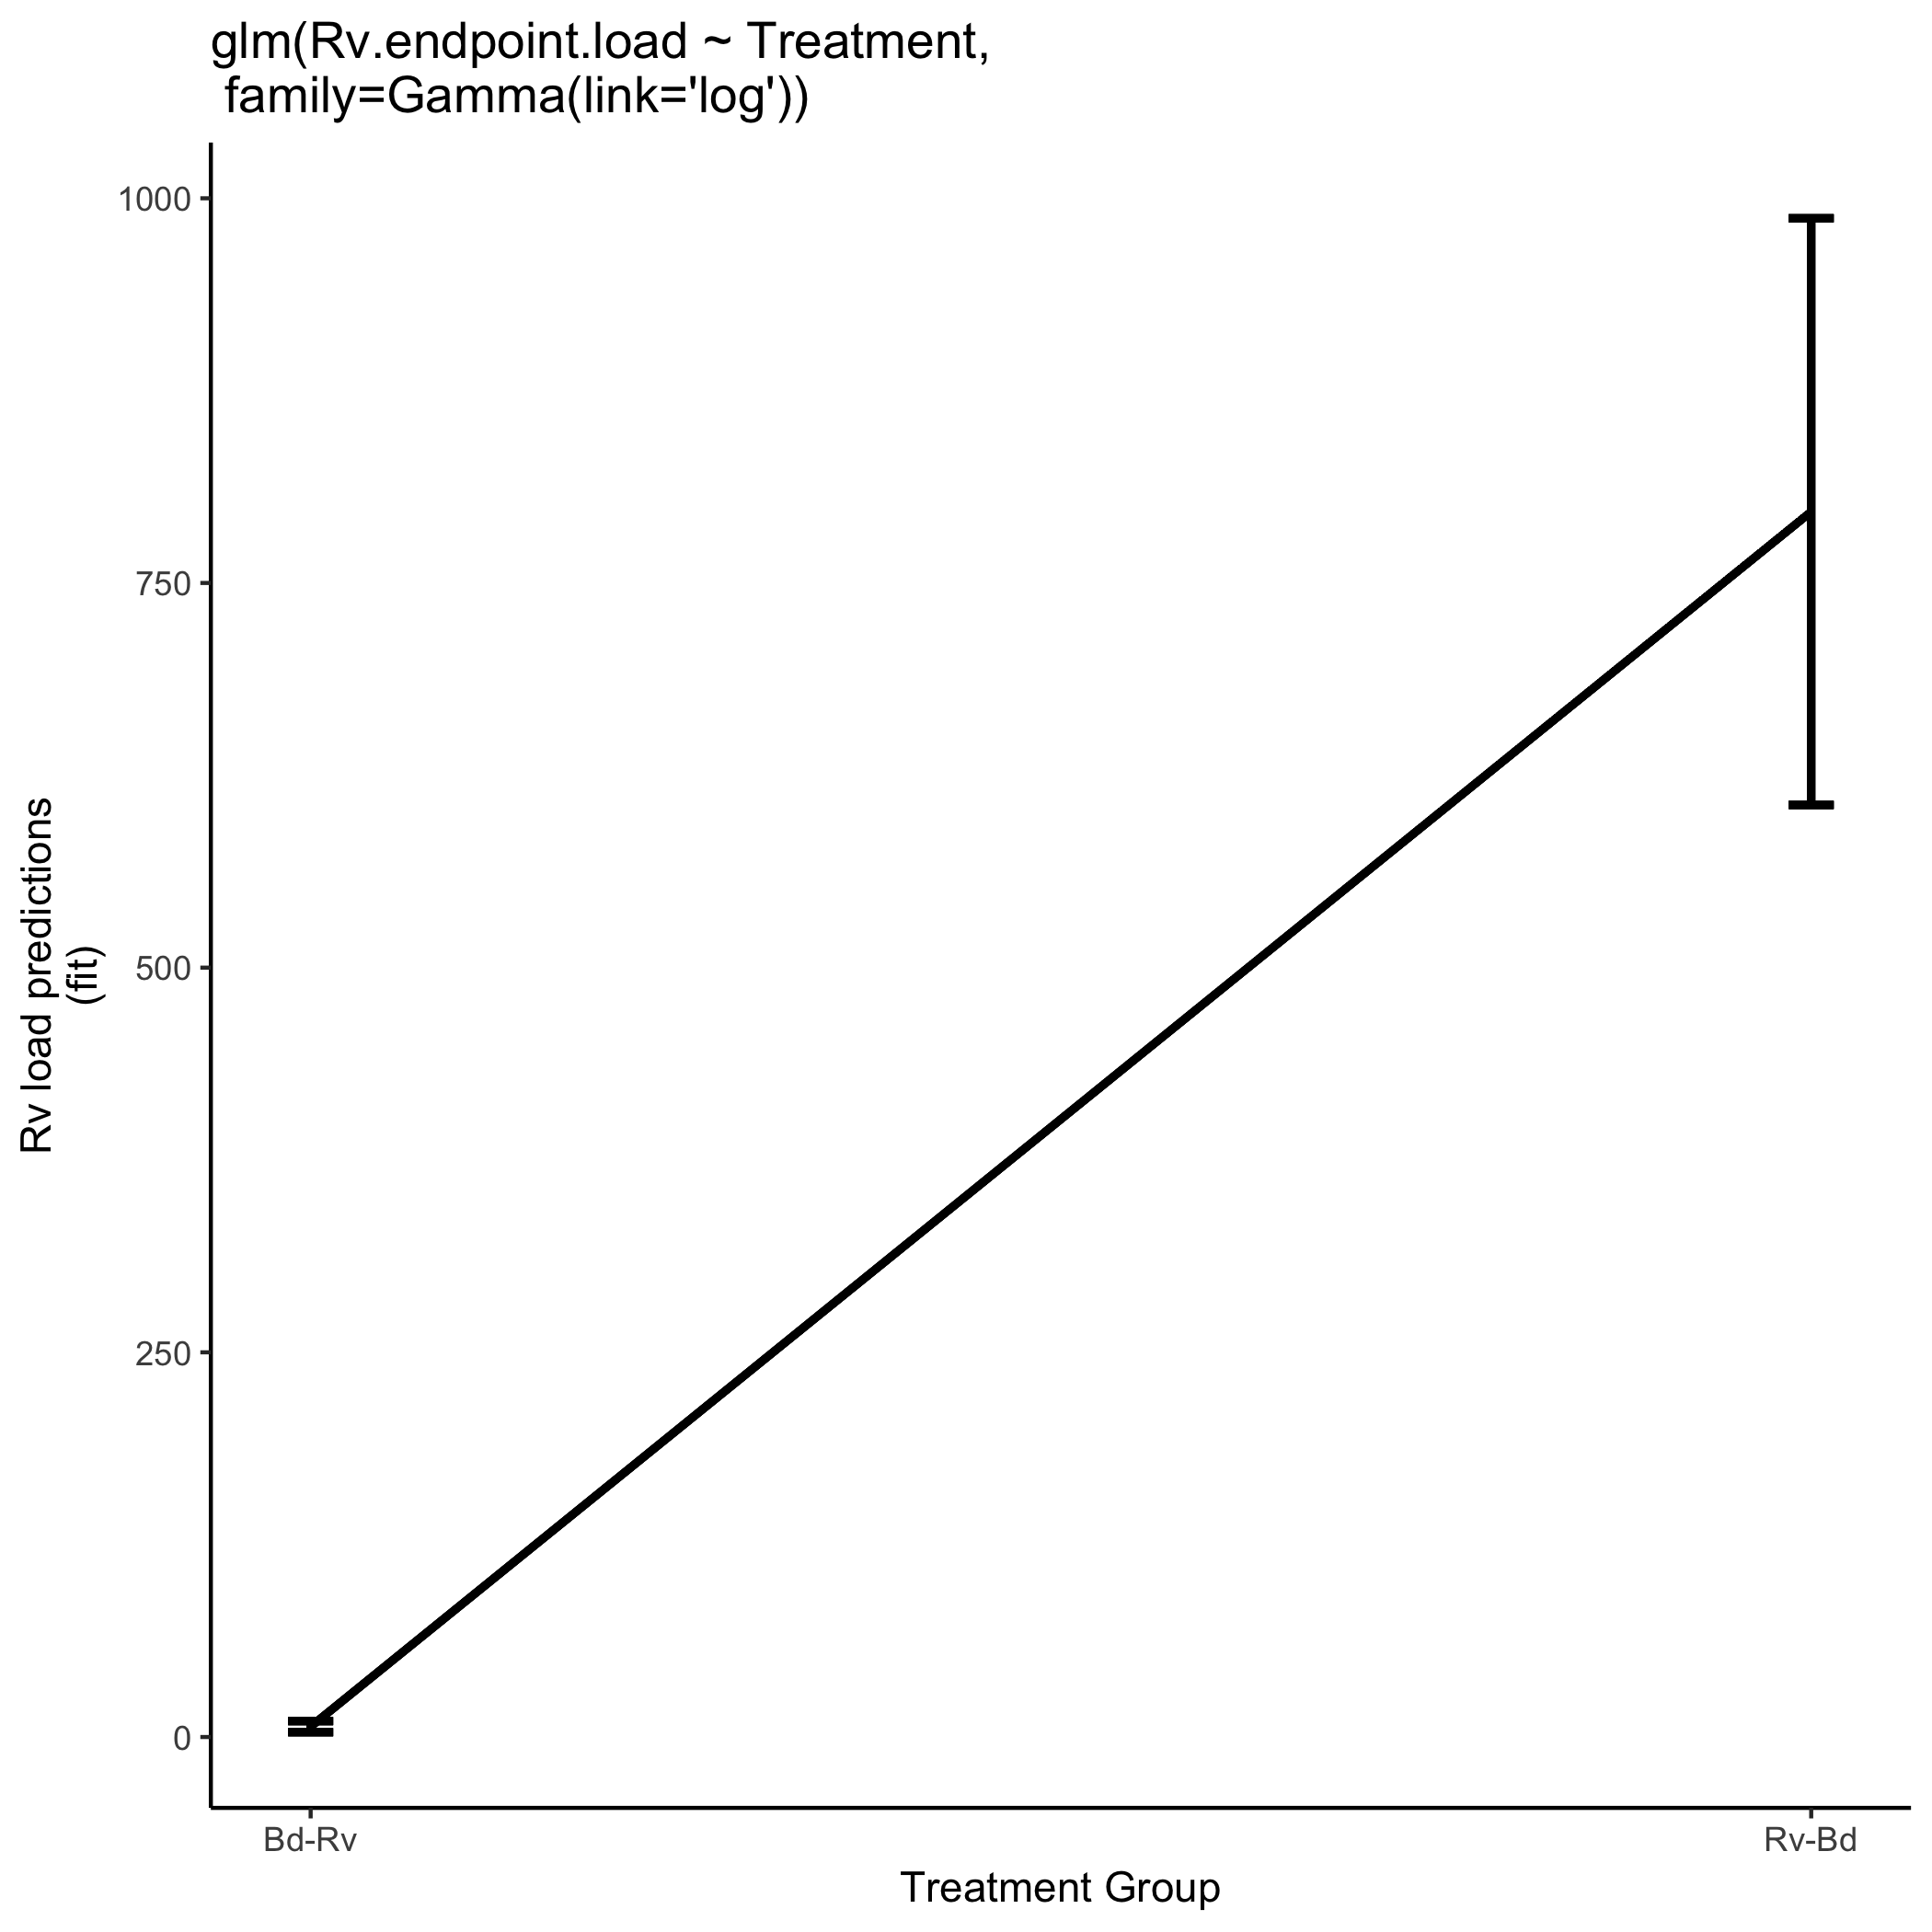 glm(Rv.endpoint.load ~ Treatment,
family=Gamma(link='log'))
Rv load predictions
(fit)
1000
750
500
250
0
Bd-Rv
Rv-Bd
Treatment Group